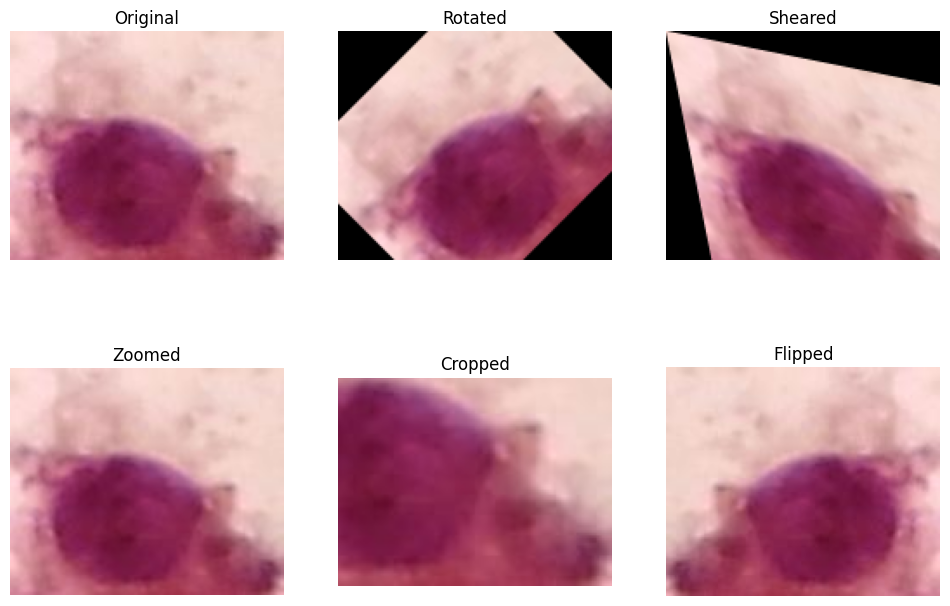 Original
Rotated
Sheared
Zoomed
Cropped
Flipped